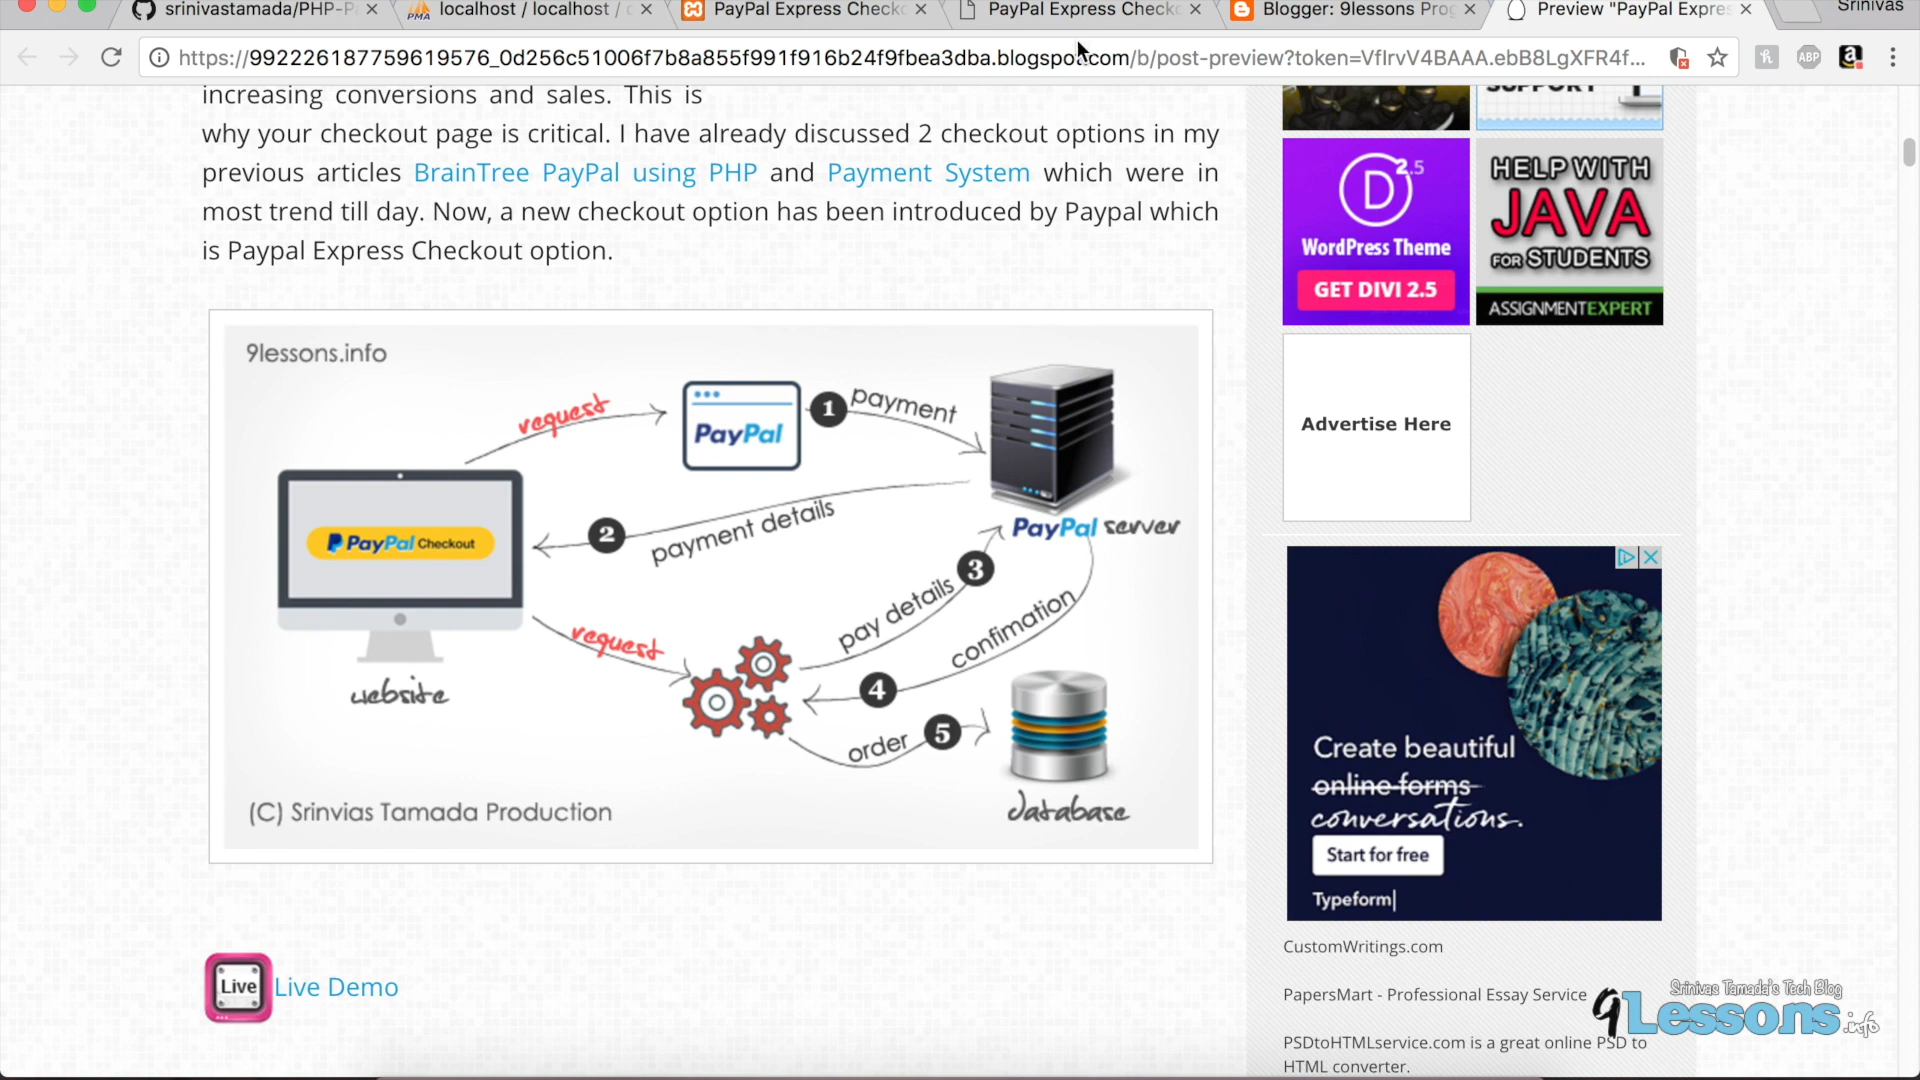 srinivastamada/PHP-P
localhost / localhost /
PayPal Express Check
PayPal Express Check
Blogger: 9lessons Prog
Preview "PayPal Expres
Srinivas
https://992226187759619576_0d256c51006f7b8a855f991f916b24f9fbea3dba.blogspot.com/b/post-preview?token=VfIrvV4BAAA.ebB8LgXFR4f...
increasing conversions and sales. This is
why your checkout page is critical. I have already discussed 2 checkout options in my
previous articles BrainTree PayPal using PHP and Payment System which were in
most trend till day. Now, a new checkout option has been introduced by Paypal which
is Paypal Express Checkout option.
9lessons.info
request
PayPal
1
payment
PayPal Checkout
2
payment details
PayPal server
3
pay details
request
confimation
4
website
order
5
database
(C) Srinvias Tamada Production
Live
Live Demo
SUPPORT
D 2.5
WordPress Theme
GET DIVI 2.5
HELP WITH
JAVA
FOR STUDENTS
ASSIGNMENTEXPERT
Advertise Here
Create beautiful
online forms
conversations.
Start for free
Typeform|
CustomWritings.com
PapersMart - Professional Essay Service
PSDtoHTMLservice.com is a great online PSD to
HTML converter.
Srinivas Tamada's Tech Blog
9Lessons.info
PMA
ABP